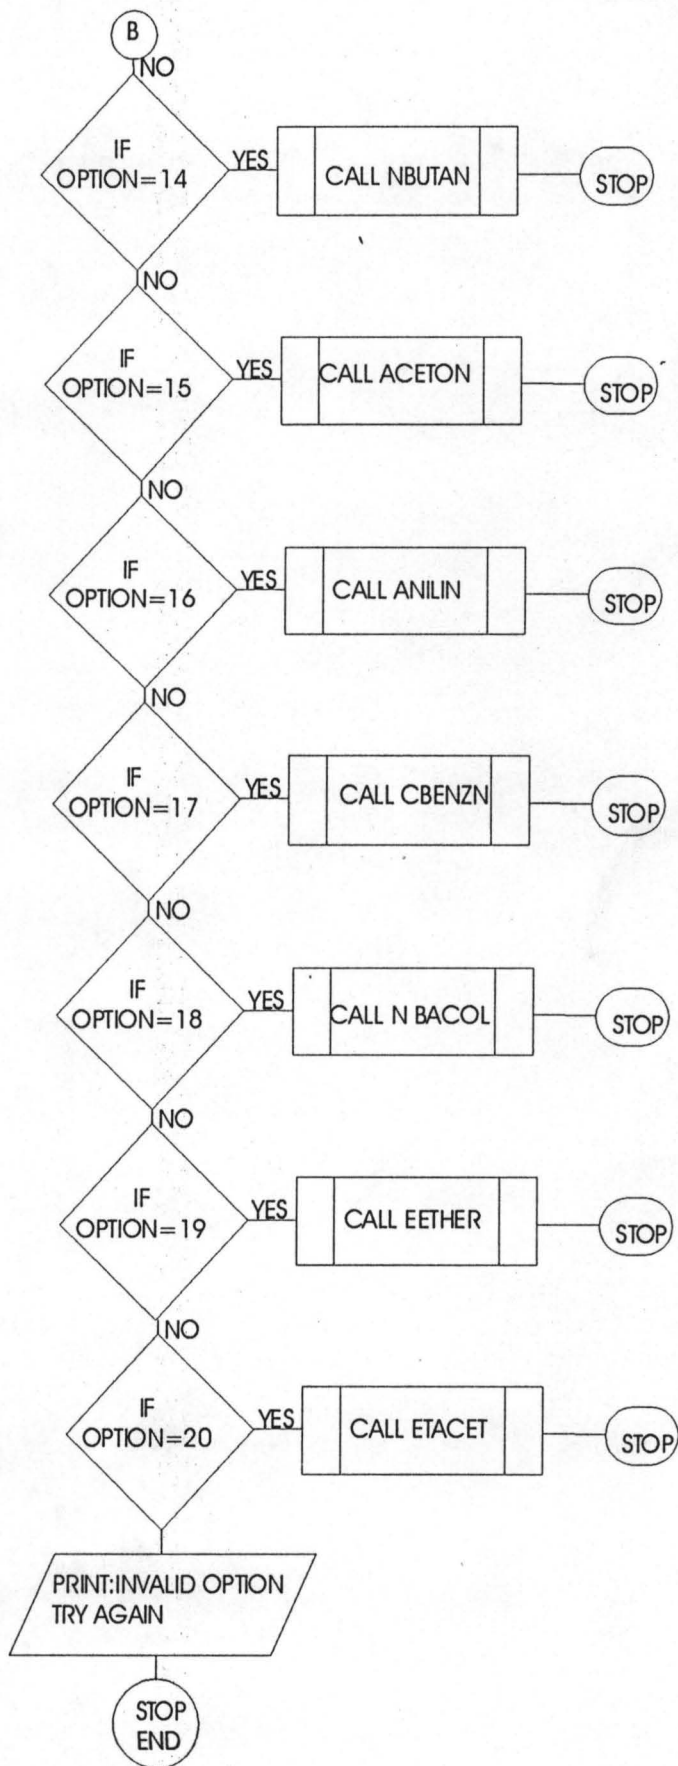 B
NO
IF
OPTION=14
YES
CALL NBUTAN
STOP
NO
IF
OPTION=15
YES
CALL ACETON
STOP
NO
IF
OPTION=16
YES
CALL ANILIN
STOP
NO
IF
OPTION=17
YES
CALL CBENZN
STOP
NO
IF
OPTION=18
YES
CALL N BACOL
STOP
NO
IF
OPTION=19
YES
CALL EETHER
STOP
NO
IF
OPTION=20
YES
CALL ETACET
STOP
PRINT:INVALID OPTION
TRY AGAIN
STOP
END